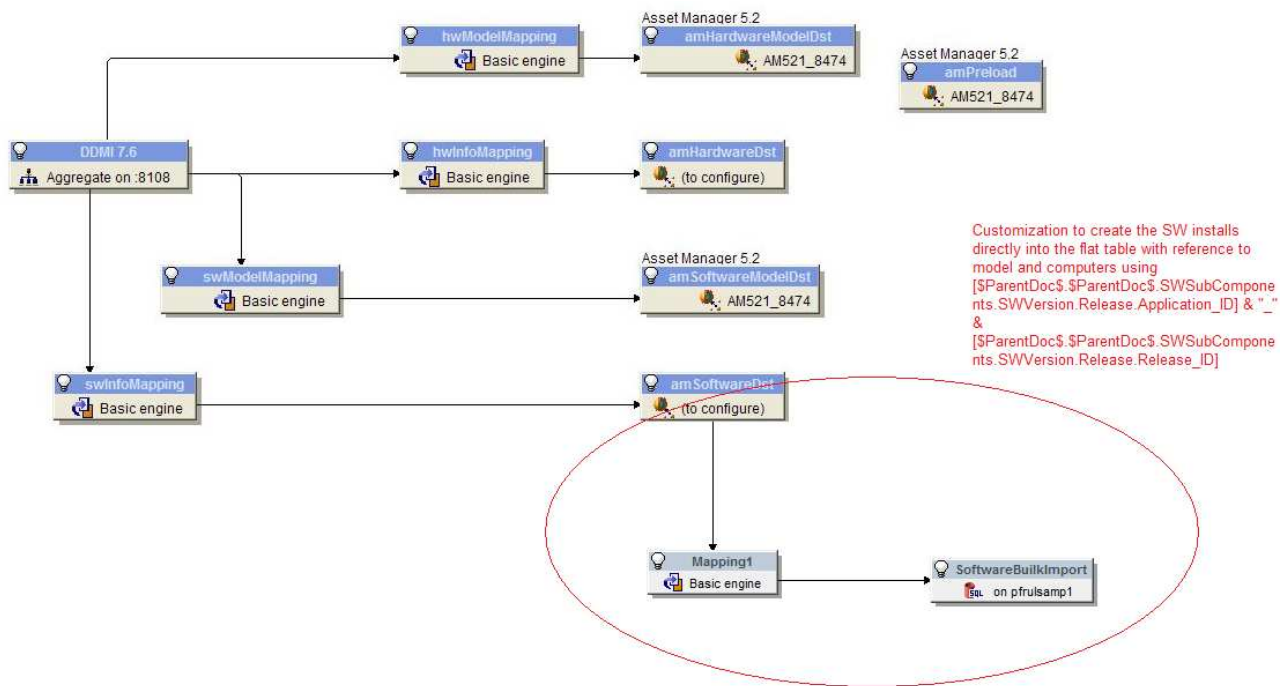 Asset Manager 5.2
hwModelMapping
Basic engine
amHardwareModelDst
AM521_8474
Asset Manager 5.2
amPreload
AM521_8474
DDMI 7.6
Aggregate on :8108
hwInfoMapping
Basic engine
amHardwareDst
(to configure)
Customization to create the SW installs
directly into the flat table with reference to
model and computers using
[$ParentDoc$.$ParentDoc$.SWSubCompone
nts.SWVersion.Release.Application_ID] & "_"
&
[$ParentDoc$.$ParentDoc$.SWSubCompone
nts.SWVersion.Release.Release_ID]
swModelMapping
Basic engine
Asset Manager 5.2
amSoftwareModelDst
AM521_8474
swInfoMapping
Basic engine
amSoftwareDst
(to configure)
Mapping1
Basic engine
SoftwareBuilkImport
SQL on pfrulsamp1